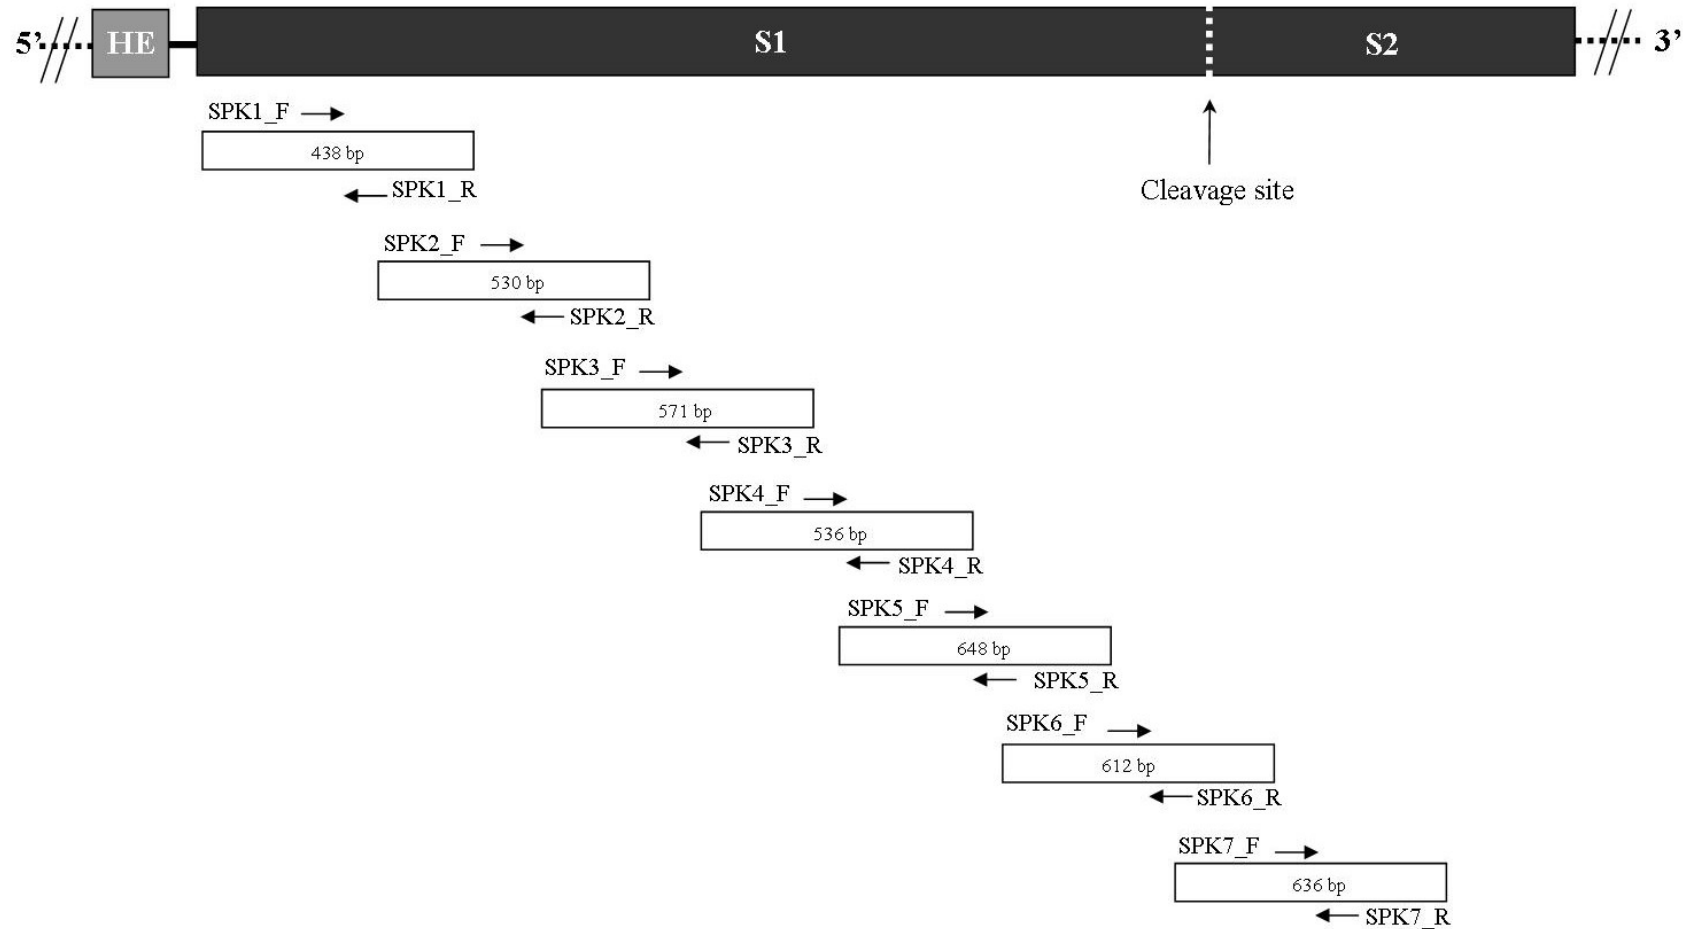 5’ HE S1 S2 3’
SPK1_F
438 bp
SPK1_R
Cleavage site
SPK2_F
530 bp
SPK2_R
SPK3_F
571 bp
SPK3_R
SPK4_F
536 bp
SPK4_R
SPK5_F
648 bp
SPK5_R
SPK6_F
612 bp
SPK6_R
SPK7_F
636 bp
SPK7_R